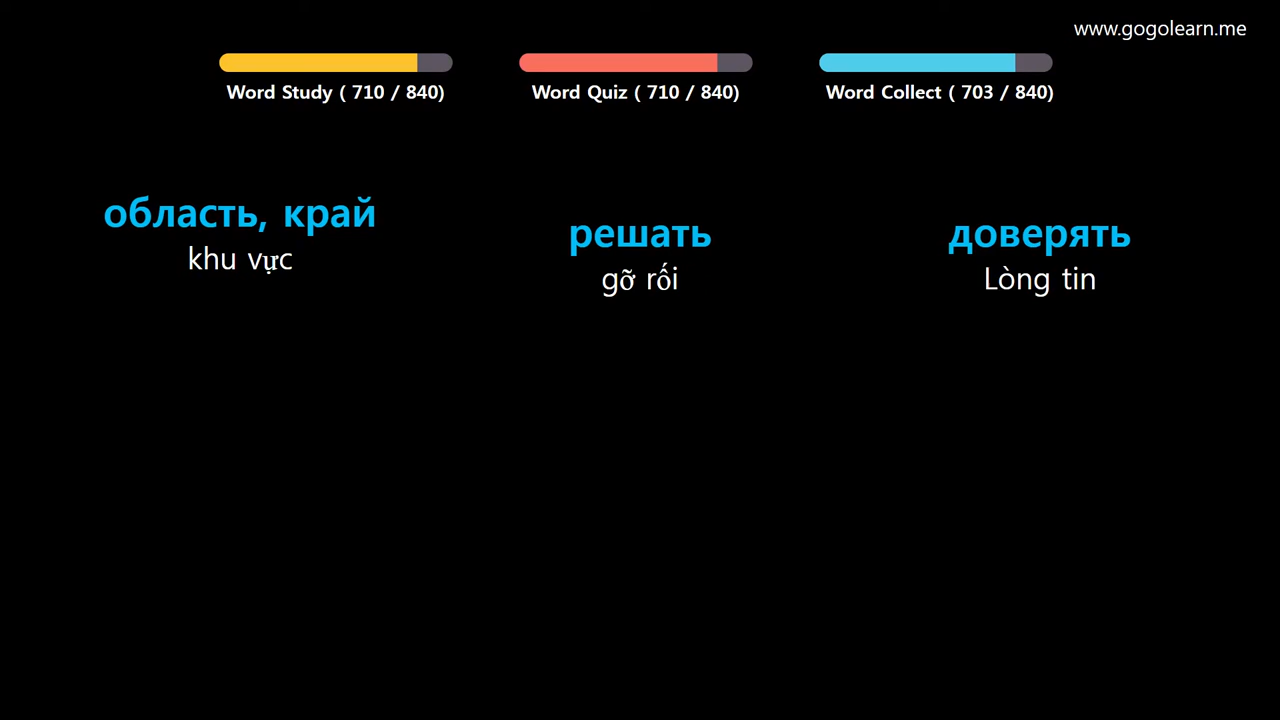 www.gogolearn.me
Word Study ( 710 / 840)
Word Quiz ( 710 / 840)
Word Collect ( 703 / 840)
область, край
khu vực
решать
gỡ rối
доверять
Lòng tin